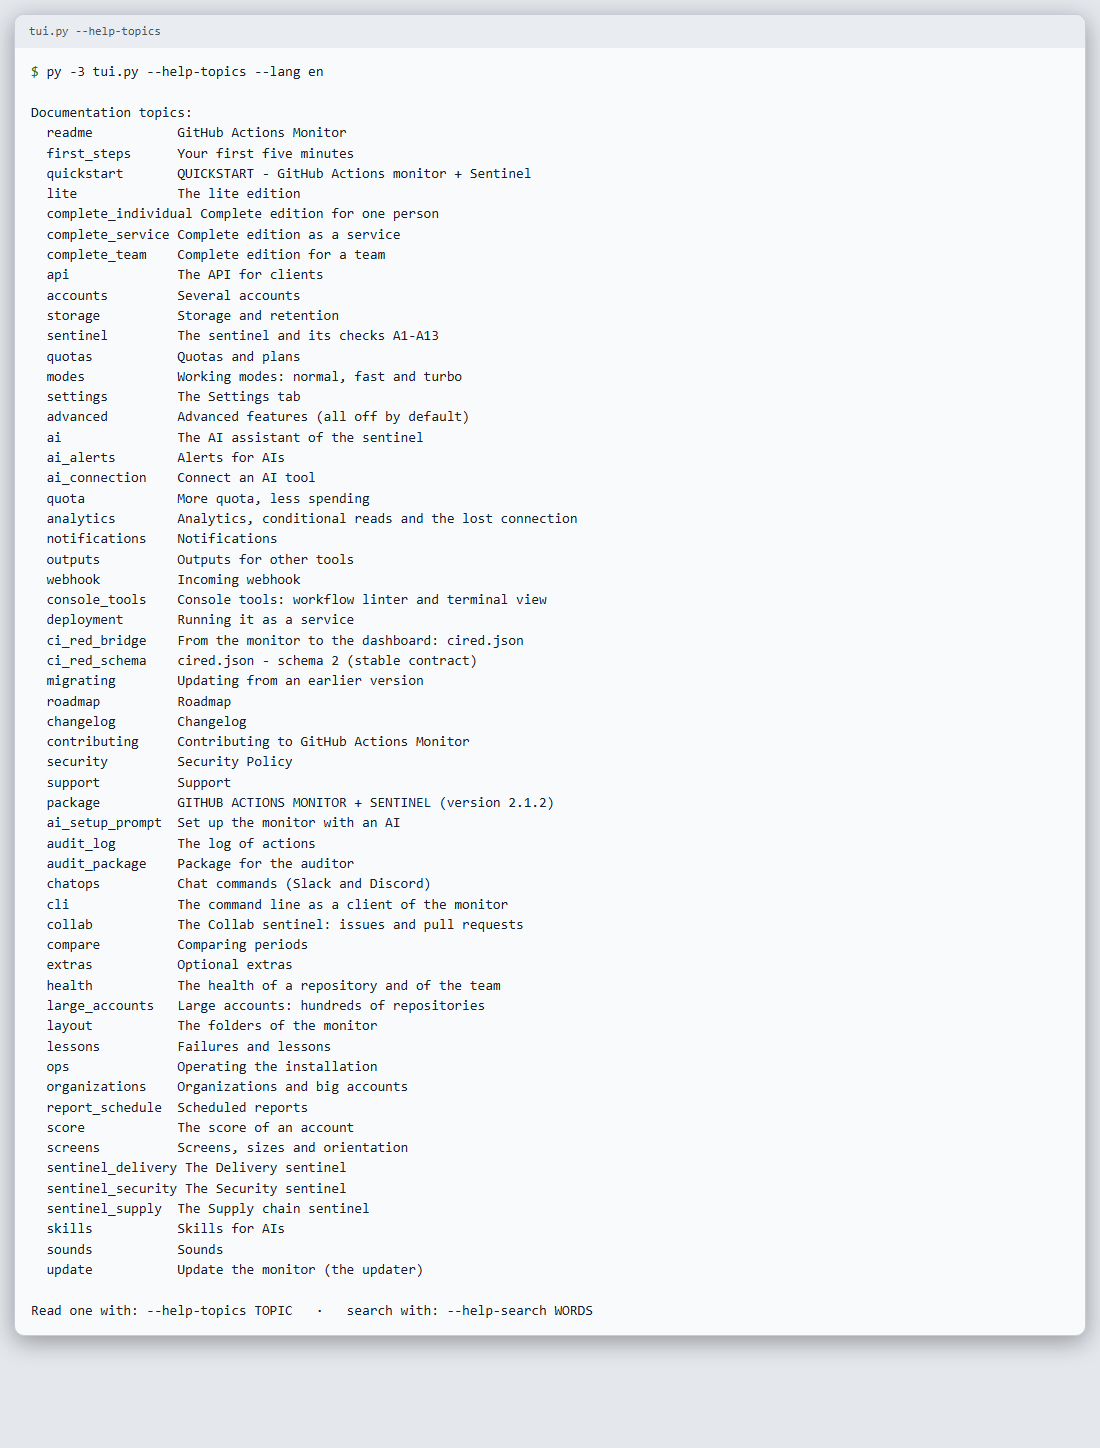 tui.py --help-topics
$ py -3 tui.py --help-topics --lang en
Documentation topics:
readme           GitHub Actions Monitor
first_steps      Your first five minutes
quickstart       QUICKSTART - GitHub Actions monitor + Sentinel
lite             The lite edition
complete_individual Complete edition for one person
complete_service Complete edition as a service
complete_team    Complete edition for a team
api              The API for clients
accounts         Several accounts
storage          Storage and retention
sentinel         The sentinel and its checks A1-A13
quotas           Quotas and plans
modes            Working modes: normal, fast and turbo
settings         The Settings tab
advanced         Advanced features (all off by default)
ai               The AI assistant of the sentinel
ai_alerts        Alerts for AIs
ai_connection    Connect an AI tool
quota            More quota, less spending
analytics        Analytics, conditional reads and the lost connection
notifications    Notifications
outputs          Outputs for other tools
webhook          Incoming webhook
console_tools    Console tools: workflow linter and terminal view
deployment       Running it as a service
ci_red_bridge    From the monitor to the dashboard: cired.json
ci_red_schema    cired.json - schema 2 (stable contract)
migrating        Updating from an earlier version
roadmap          Roadmap
changelog        Changelog
contributing     Contributing to GitHub Actions Monitor
security         Security Policy
support          Support
package          GITHUB ACTIONS MONITOR + SENTINEL (version 2.1.2)
ai_setup_prompt  Set up the monitor with an AI
audit_log        The log of actions
audit_package    Package for the auditor
chatops          Chat commands (Slack and Discord)
cli              The command line as a client of the monitor
collab           The Collab sentinel: issues and pull requests
compare          Comparing periods
extras           Optional extras
health           The health of a repository and of the team
large_accounts   Large accounts: hundreds of repositories
layout           The folders of the monitor
lessons          Failures and lessons
ops              Operating the installation
organizations    Organizations and big accounts
report_schedule  Scheduled reports
score            The score of an account
screens          Screens, sizes and orientation
sentinel_delivery The Delivery sentinel
sentinel_security The Security sentinel
sentinel_supply  The Supply chain sentinel
skills           Skills for AIs
sounds           Sounds
update           Update the monitor (the updater)
Read one with: --help-topics TOPIC   ·   search with: --help-search WORDS